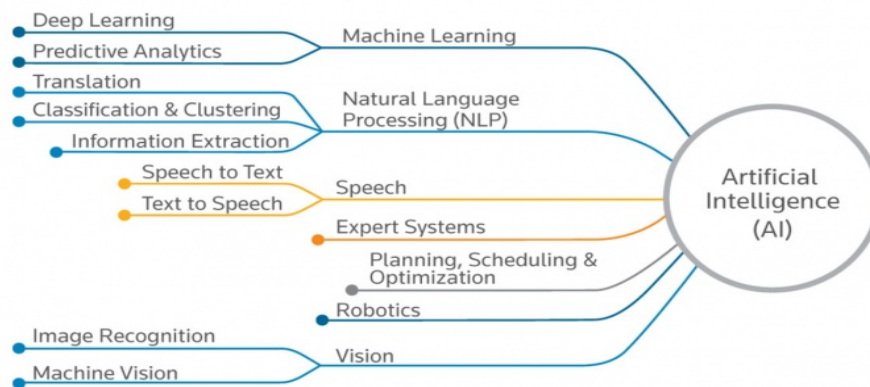 Deep Learning
Machine Learning
Predictive Analytics
Translation
Natural Language
Processing (NLP)
Classification & Clustering
Information Extraction
Speech to Text
Speech
Text to Speech
Expert Systems
Planning, Scheduling &
Optimization
Robotics
Image Recognition
Vision
Machine Vision
Artificial
Intelligence
(AI)